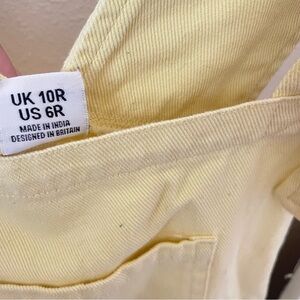 UK 10R
US 6R
MADE IN INDIA
DESIGNED IN BRITAIN